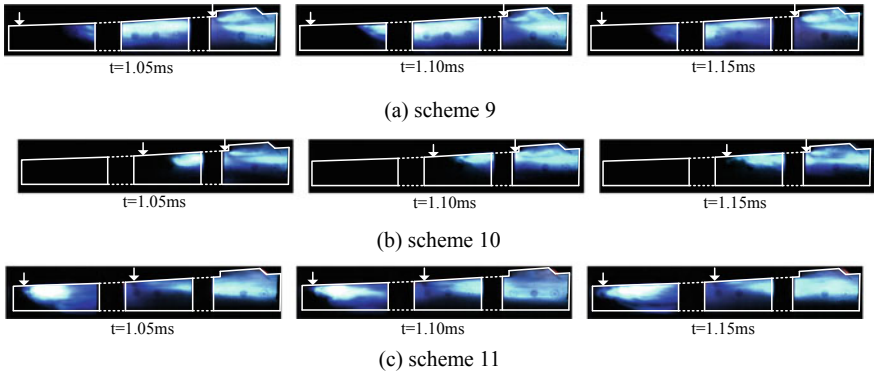 t=1.05ms t=1.10ms t=1.15ms
(a) scheme 9
t=1.05ms t=1.10ms t=1.15ms
(b) scheme 10
t=1.05ms t=1.10ms t=1.15ms
(c) scheme 11